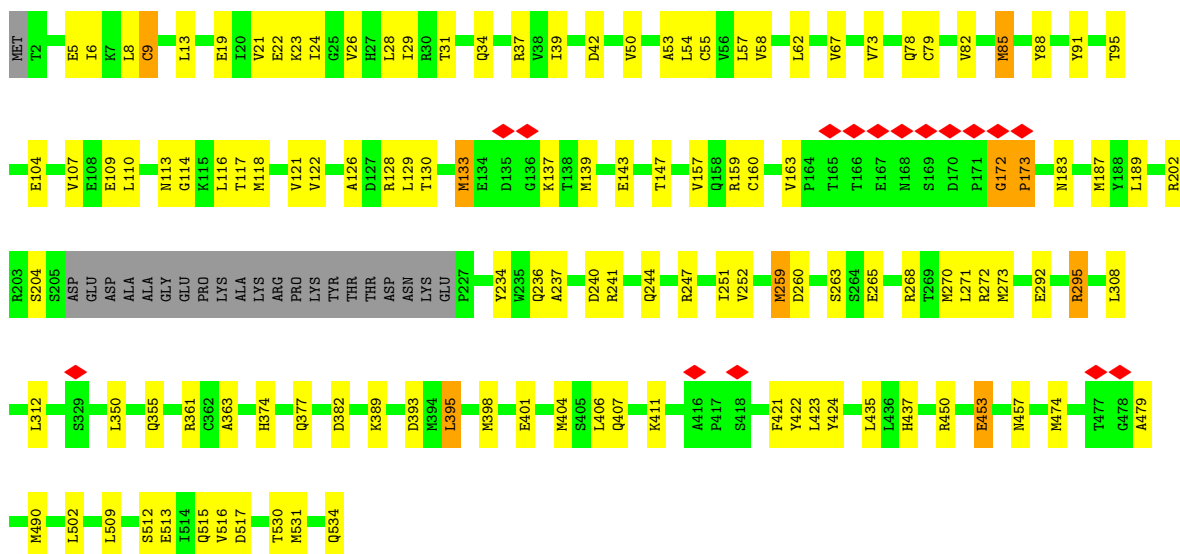 MET T2 E5 I6 K7 L8 C9 L13 E19 I20 V21 E22 K23 I24 G25 V26 H27 L28 I29 R30 T31 Q34 R37 V38 I39 D42 V50 A53 L54 C55 V56 L57 V58 L62 V67 V73 Q78 C79 V82 M85 Y88 Y91 T95
E104 V107 E108 E109 L110 N113 G114 K115 L116 T117 M118 V121 V122 A126 D127 R128 L129 T130 M133 E134 D135 G136 K137 T138 M139 E143 T147 V157 Q158 R159 C160 V163 P164 T165 T166 E167 N168 S169 D170 P171 G172 P173 N183 M187 Y188 L189 R202
R203 S204 S205 ASP GLU ASP ALA ALA GLY GLU PRO LYS ALA LYS ARG PRO LYS TYR THR THR ASP ASN LYS GLU P227 Y234 W235 Q236 A237 D240 R241 Q244 R247 I251 V252 M259 D260 S263 S264 E265 R268 T269 M270 L271 R272 M273 E292 R295 L308
L312 S329 L350 Q355 R361 C362 A363 H374 Q377 D382 K389 D393 M394 L395 M398 E401 M404 S405 L406 Q407 K411 A416 P417 S418 F421 Y422 L423 Y424 L435 L436 H437 R450 E453 N457 M474 T477 G478 A479
M490 L502 L509 S512 E513 I514 Q515 V516 D517 T530 M531 Q534